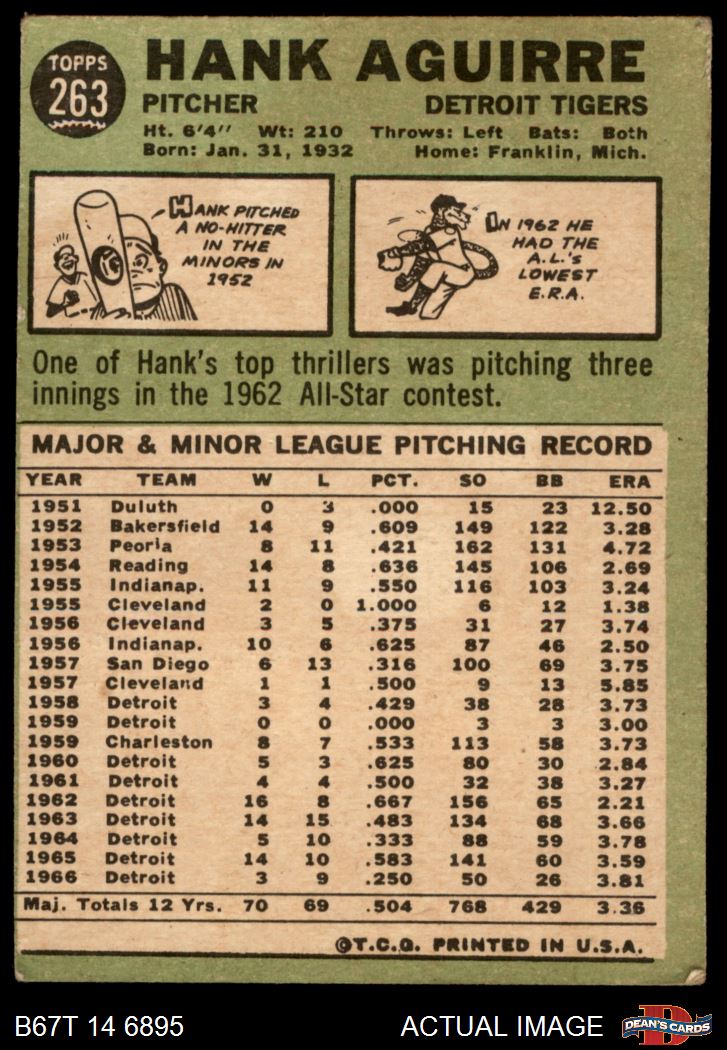 TOPPS
263
HANK AGUIRRE
PITCHER DETROIT TIGERS
Ht. 6'4" Wt: 210 Throws: Left Bats: Both
Born: Jan. 31, 1932 Home: Franklin, Mich.
HANK PITCHED
A NO-HITTER
IN THE
MINORS IN
1952
IN 1962 HE
HAD THE
A.L.'S
LOWEST
E.R.A.
One of Hank's top thrillers was pitching three
innings in the 1962 All-Star contest.
MAJOR & MINOR LEAGUE PITCHING RECORD
YEAR TEAM W L PCT. SO BB ERA
1951 Duluth 0 3 .000 15 23 12.50
1952 Bakersfield 14 9 .609 149 122 3.28
1953 Peoria 8 11 .421 162 131 4.72
1954 Reading 14 8 .636 145 106 2.69
1955 Indianap. 11 9 .550 116 103 3.24
1955 Cleveland 2 0 1.000 6 12 1.38
1956 Cleveland 3 5 .375 31 27 3.74
1956 Indianap. 10 6 .625 87 46 2.50
1957 San Diego 6 13 .316 100 69 3.75
1957 Cleveland 1 1 .500 9 13 5.85
1958 Detroit 3 4 .429 38 28 3.73
1959 Detroit 0 0 .000 3 3 3.00
1959 Charleston 8 7 .533 113 58 3.73
1960 Detroit 5 3 .625 80 30 2.84
1961 Detroit 4 4 .500 32 38 3.27
1962 Detroit 16 8 .667 156 65 2.21
1963 Detroit 14 15 .483 134 68 3.66
1964 Detroit 5 10 .333 88 59 3.78
1965 Detroit 14 10 .583 141 60 3.59
1966 Detroit 3 9 .250 50 26 3.81
Maj. Totals 12 Yrs. 70 69 .504 768 429 3.36
©T.C.G. PRINTED IN U.S.A.
B67T 14 6895 ACTUAL IMAGE
D
DEAN'S CARDS